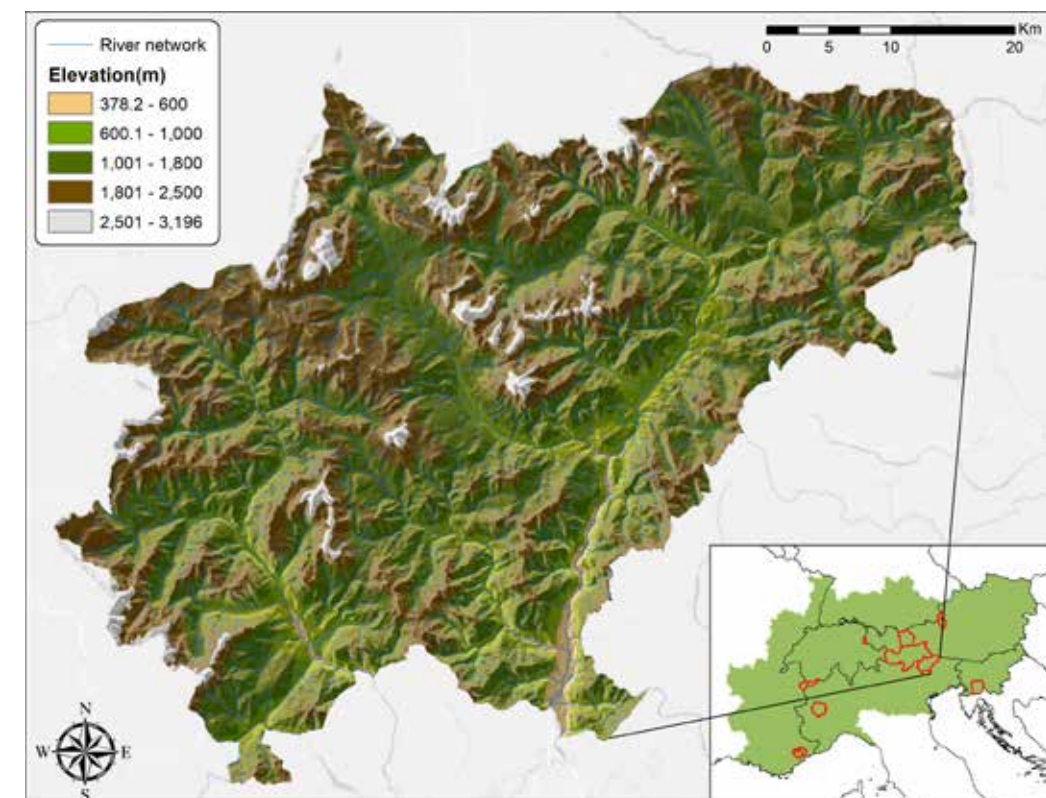 River network
Elevation(m)
378.2 - 600
600.1 - 1,000
1,001 - 1,800
1,801 - 2,500
2,501 - 3,196
Km
0 5 10 20
N
W E
S